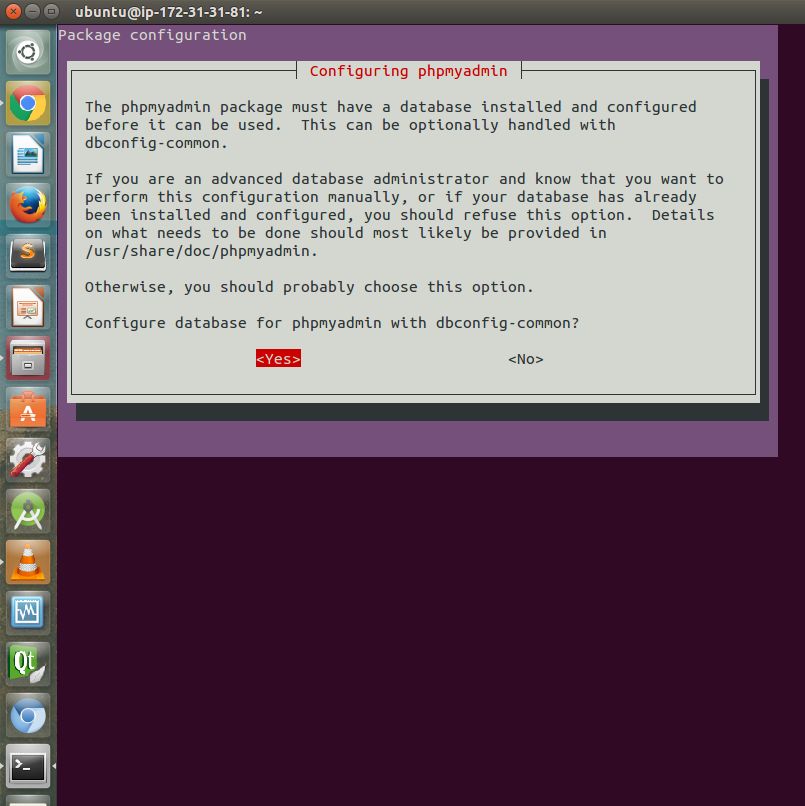 ubuntu@ip-172-31-31-81: ~
Package configuration
Configuring phpmyadmin
The phpmyadmin package must have a database installed and configured
before it can be used.  This can be optionally handled with
dbconfig-common.
If you are an advanced database administrator and know that you want to
perform this configuration manually, or if your database has already
been installed and configured, you should refuse this option.  Details
on what needs to be done should most likely be provided in
/usr/share/doc/phpmyadmin.
Otherwise, you should probably choose this option.
Configure database for phpmyadmin with dbconfig-common?
<Yes> <No>
S
A
Qt
>_